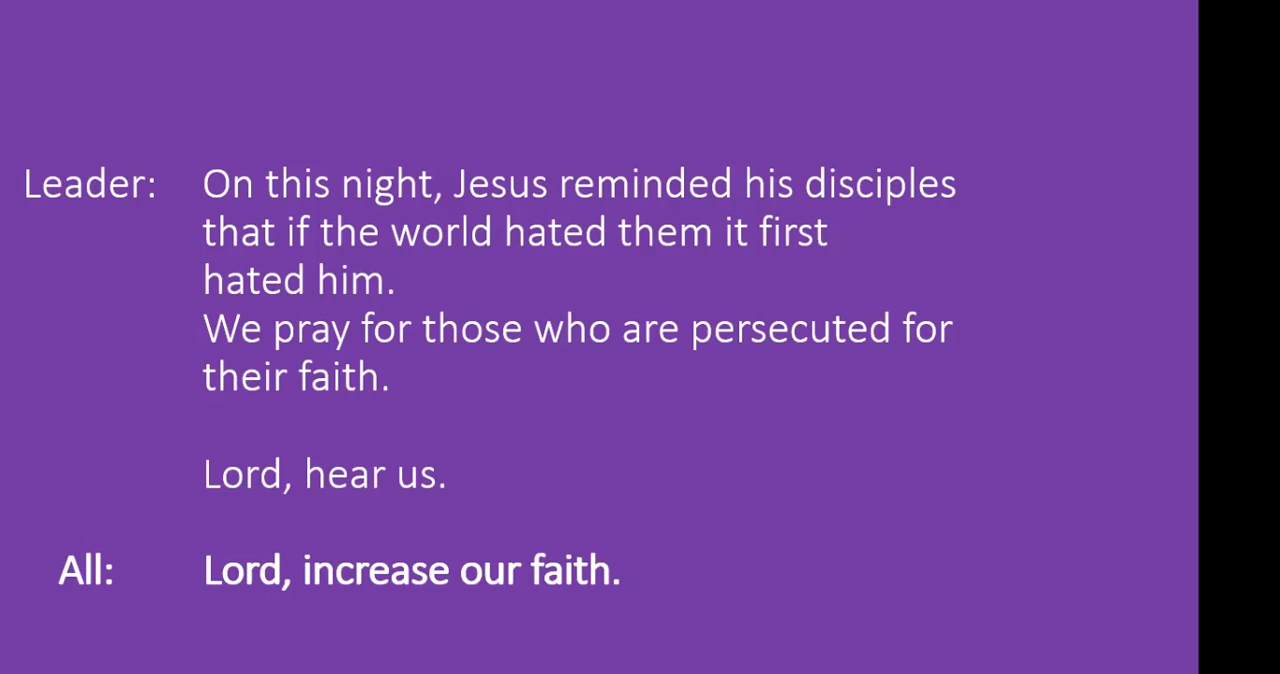 Leader: On this night, Jesus reminded his disciples
that if the world hated them it first
hated him.
We pray for those who are persecuted for
their faith.
Lord, hear us.
All: Lord, increase our faith.